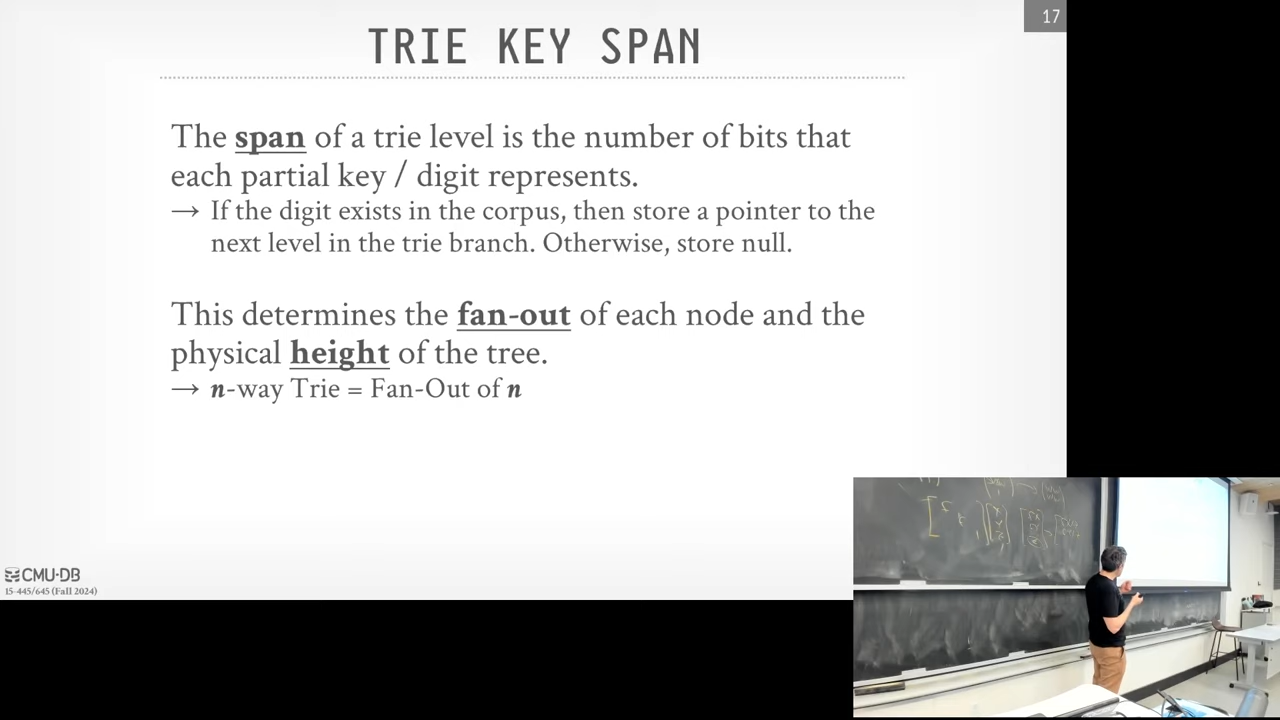 17
TRIE KEY SPAN
The span of a trie level is the number of bits that
each partial key / digit represents.
→ If the digit exists in the corpus, then store a pointer to the
next level in the trie branch. Otherwise, store null.
This determines the fan-out of each node and the
physical height of the tree.
→ n-way Trie = Fan-Out of n
CMU·DB
15-445/645 (Fall 2024)